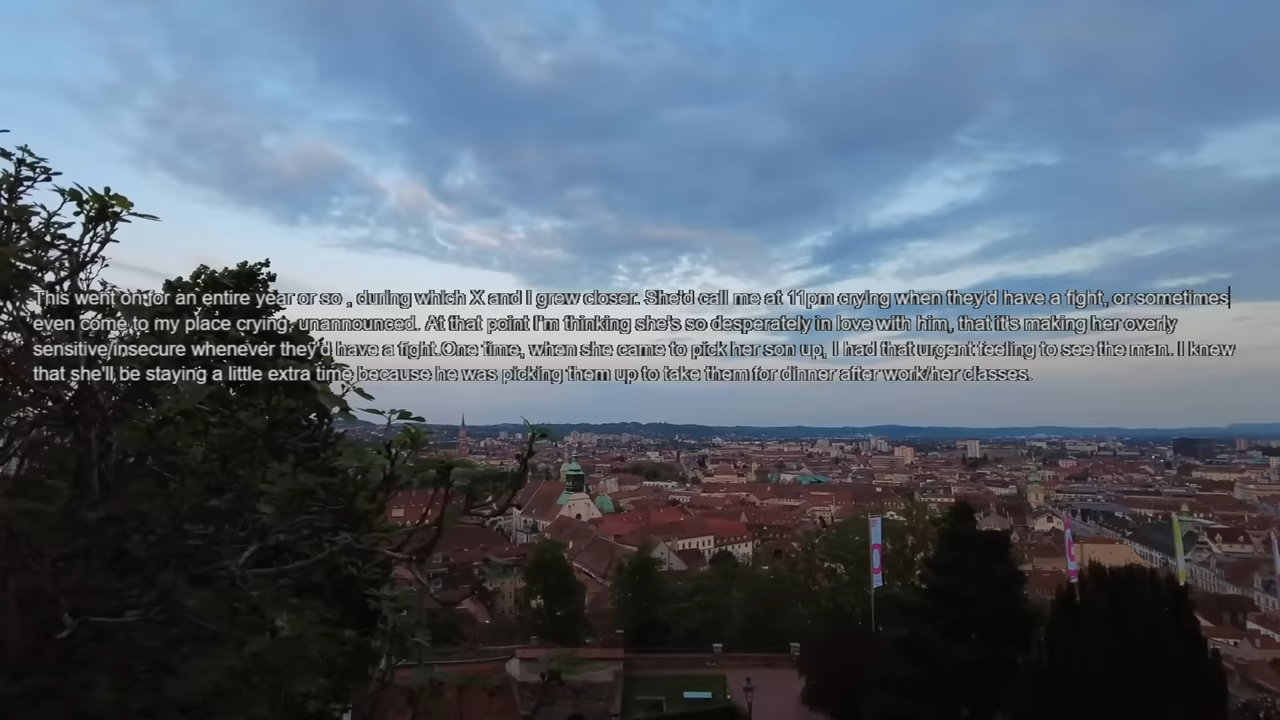 This went on for an entire year or so , during which X and I grew closer. She'd call me at 11pm crying when they'd have a fight, or sometimes
even come to my place crying, unannounced. At that point I'm thinking she's so desperately in love with him, that it's making her overly
sensitive/insecure whenever they'd have a fight.One time, when she came to pick her son up, I had that urgent feeling to see the man. I knew
that she'll be staying a little extra time because he was picking them up to take them for dinner after work/her classes.